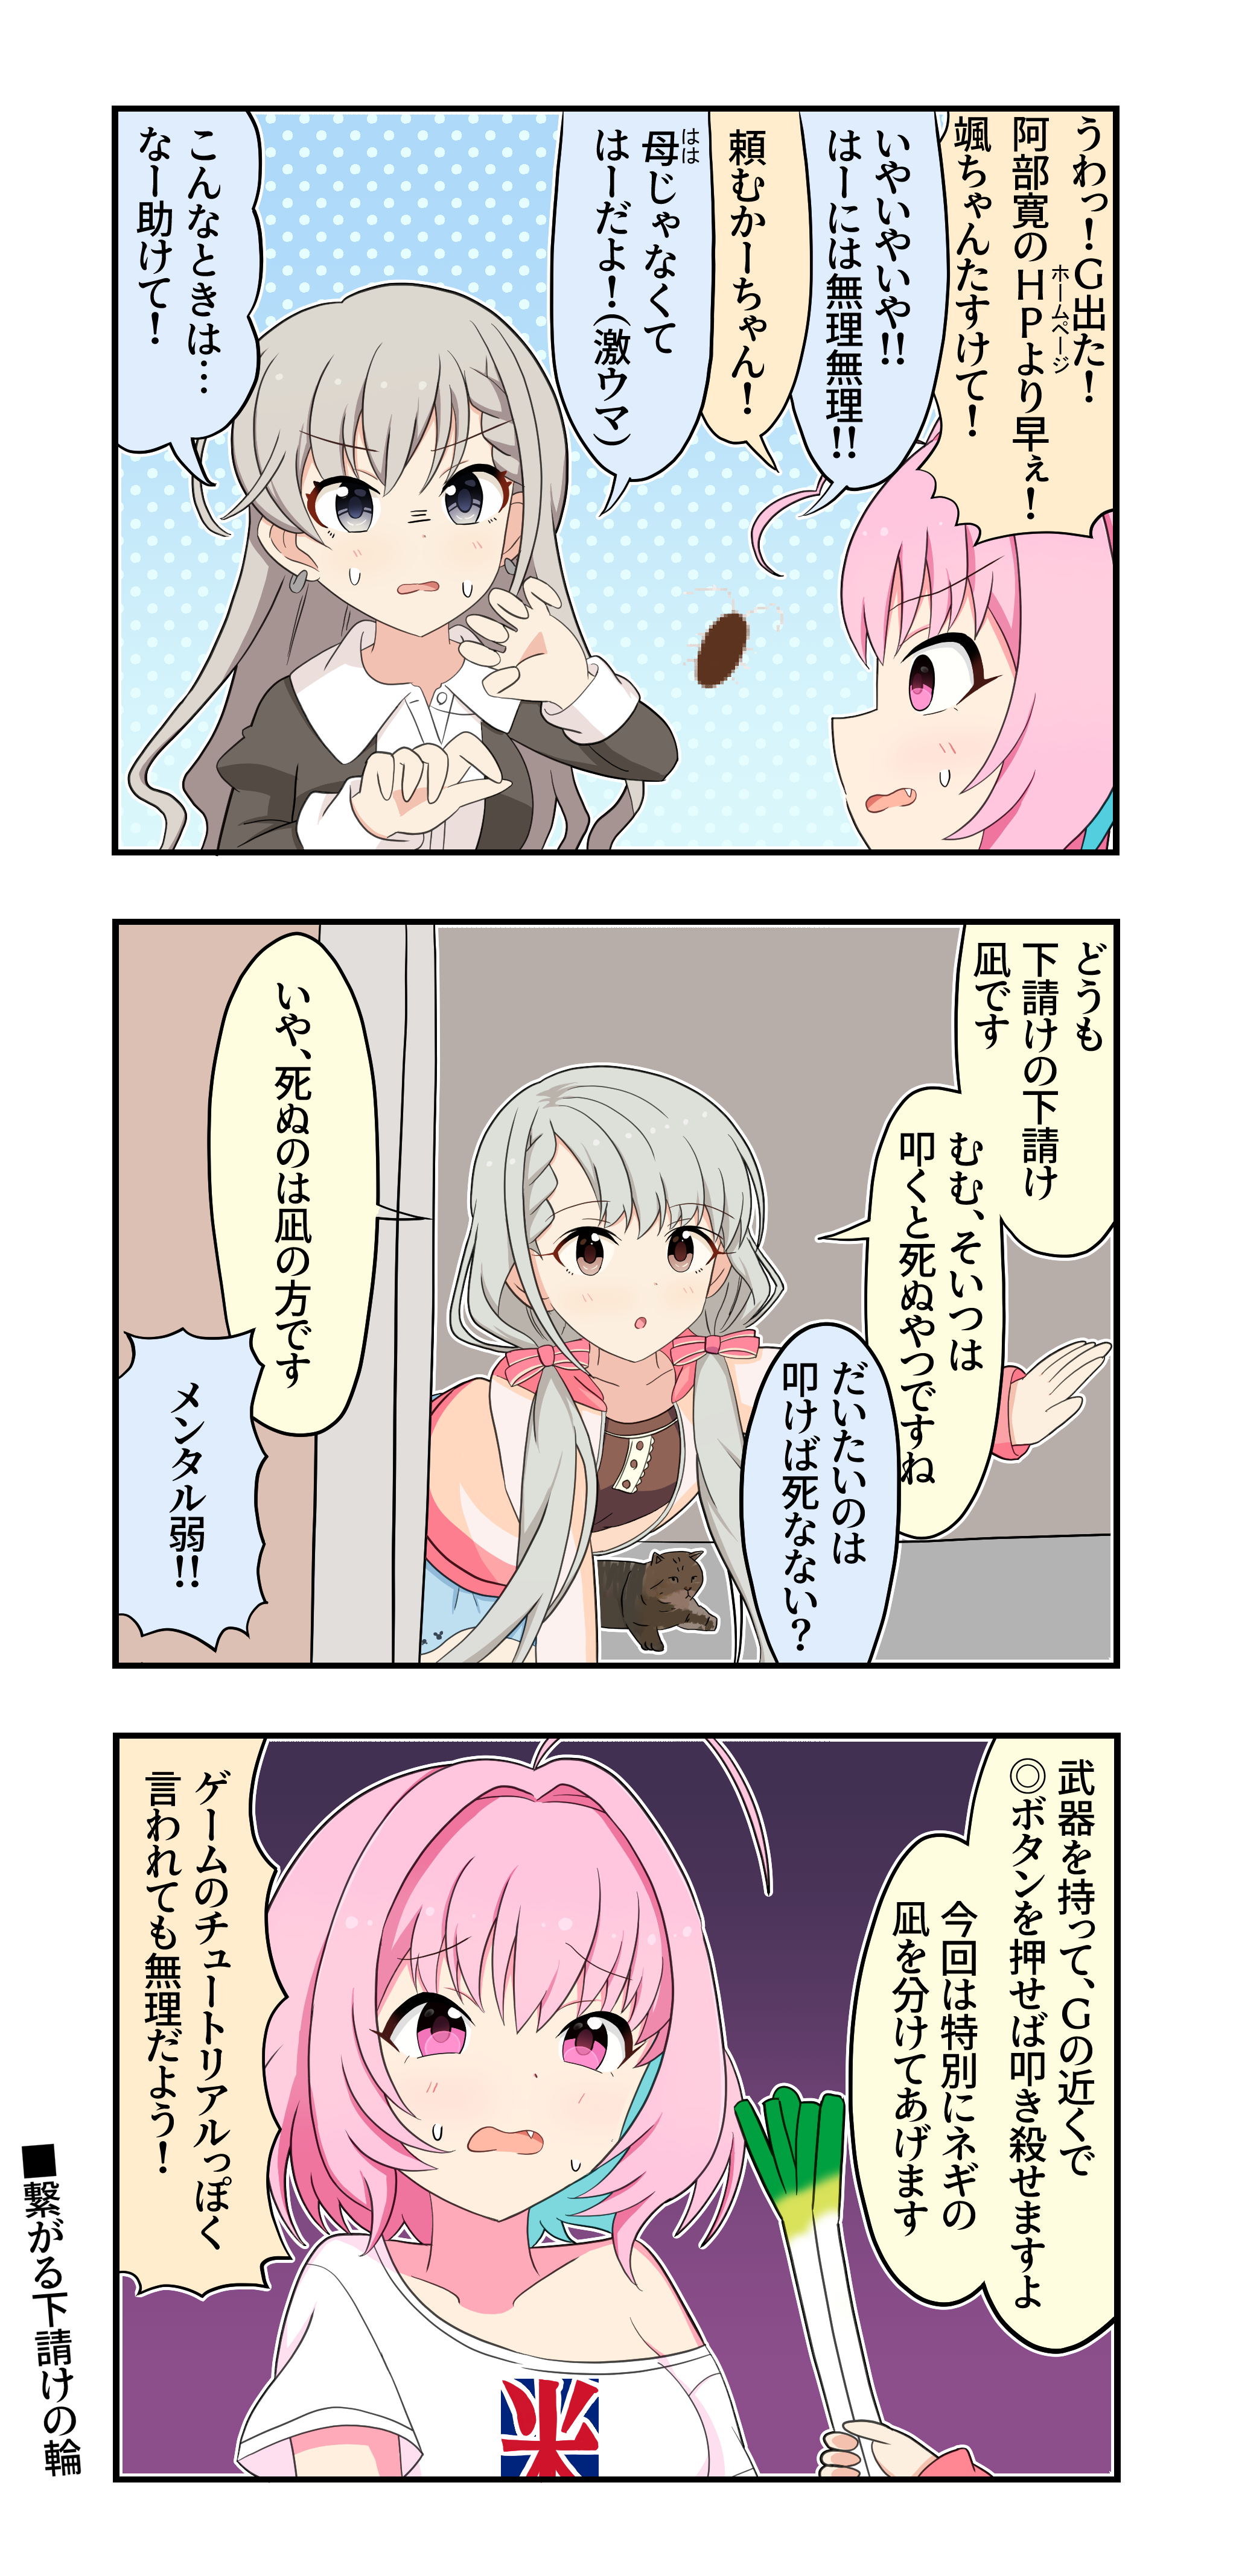 うわっ！G出た！
阿部寛のHPより早ぇ！
ホームページ
颯ちゃんたすけて！
いやいやいや!!
はーには無理無理!!
頼むかーちゃん！
母じゃなくて
はは
はーだよ！(激ウマ)
こんなときは…
なー助けて！
どうも
下請けの下請け
凪です
むむ、そいつは
叩くと死ぬやつですね
だいたいのは
叩けば死なない？
いや、死ぬのは凪の方です
メンタル弱!!
武器を持って、Gの近くで
◎ボタンを押せば叩き殺せますよ
今回は特別にネギの
凪を分けてあげます
米
ゲームのチュートリアルっぽく
言われても無理だよう！
■繋がる下請けの輪